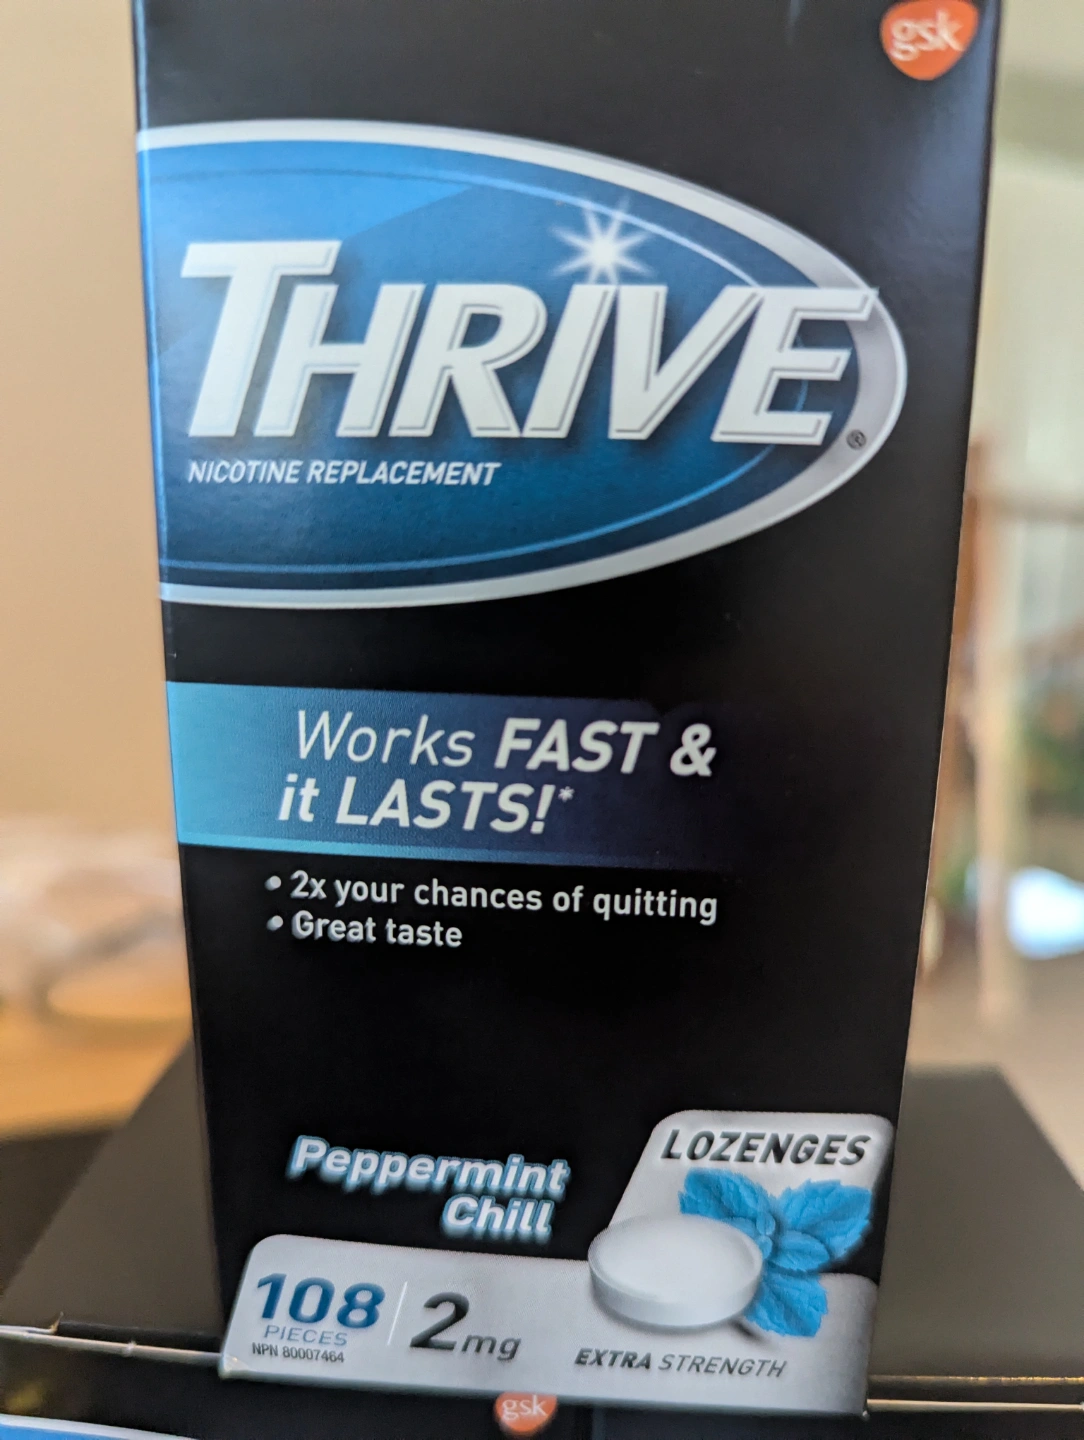 gsk
THRIVE®
NICOTINE REPLACEMENT
Works FAST &
it LASTS!*
• 2x your chances of quitting
• Great taste
Peppermint
Chill
LOZENGES
108
PIECES
NPN 80007464
2mg
EXTRA STRENGTH
gsk